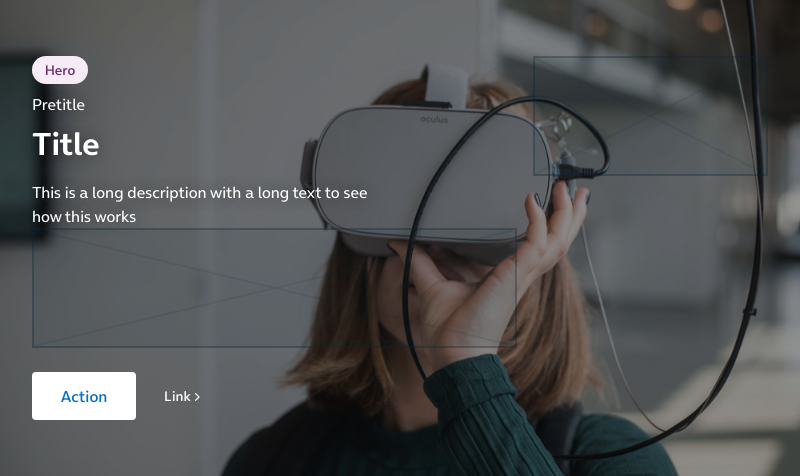 Hero
Pretitle
Title
oculus
This is a long description with a long text to see
how this works
Action
Link